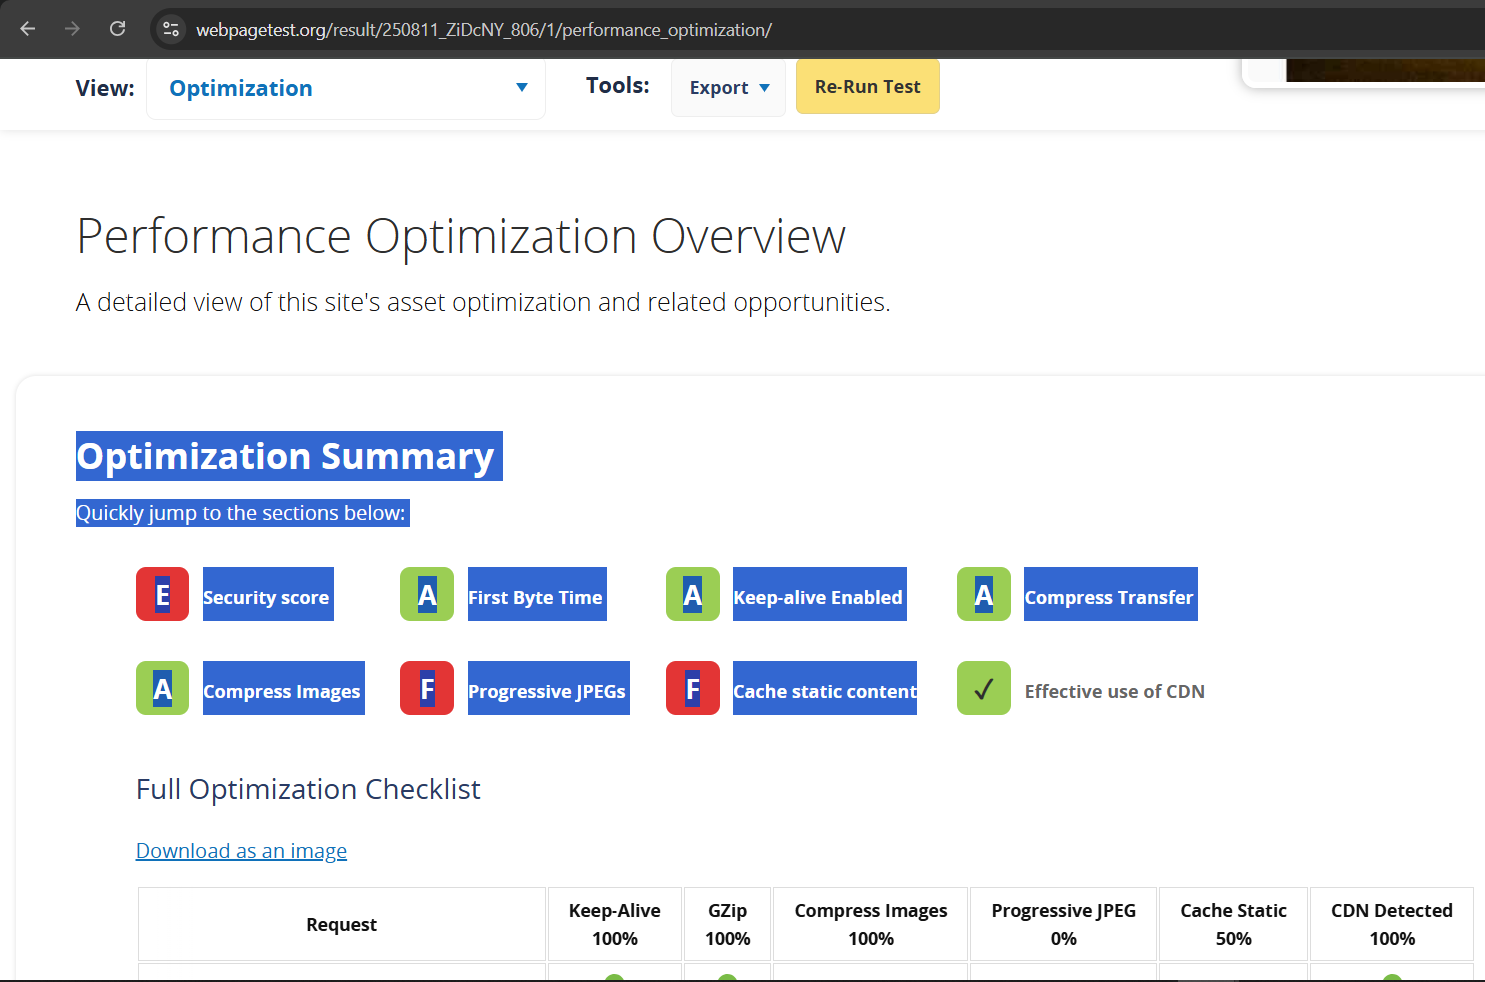 webpagetest.org/result/250811_ZiDcNY_806/1/performance_optimization/
View: Optimization Tools: Export Re-Run Test
Performance Optimization Overview
A detailed view of this site's asset optimization and related opportunities.
Optimization Summary
Quickly jump to the sections below:
E Security score A First Byte Time A Keep-alive Enabled A Compress Transfer
A Compress Images F Progressive JPEGs F Cache static content ✓ Effective use of CDN
Full Optimization Checklist
Download as an image
Request Keep-Alive GZip Compress Images Progressive JPEG Cache Static CDN Detected
100% 100% 100% 0% 50% 100%